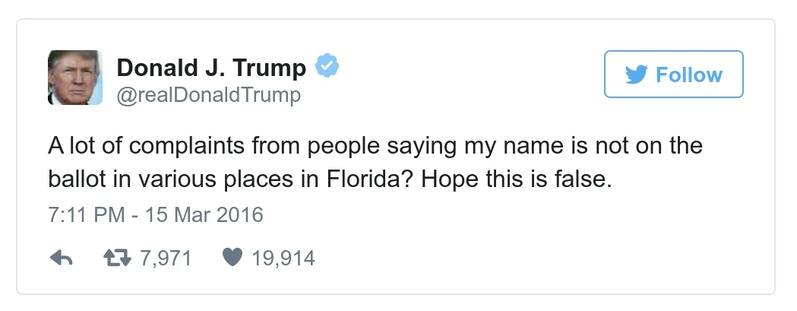 Donald J. Trump
@realDonaldTrump
Follow
A lot of complaints from people saying my name is not on the
ballot in various places in Florida? Hope this is false.
7:11 PM - 15 Mar 2016
7,971 19,914